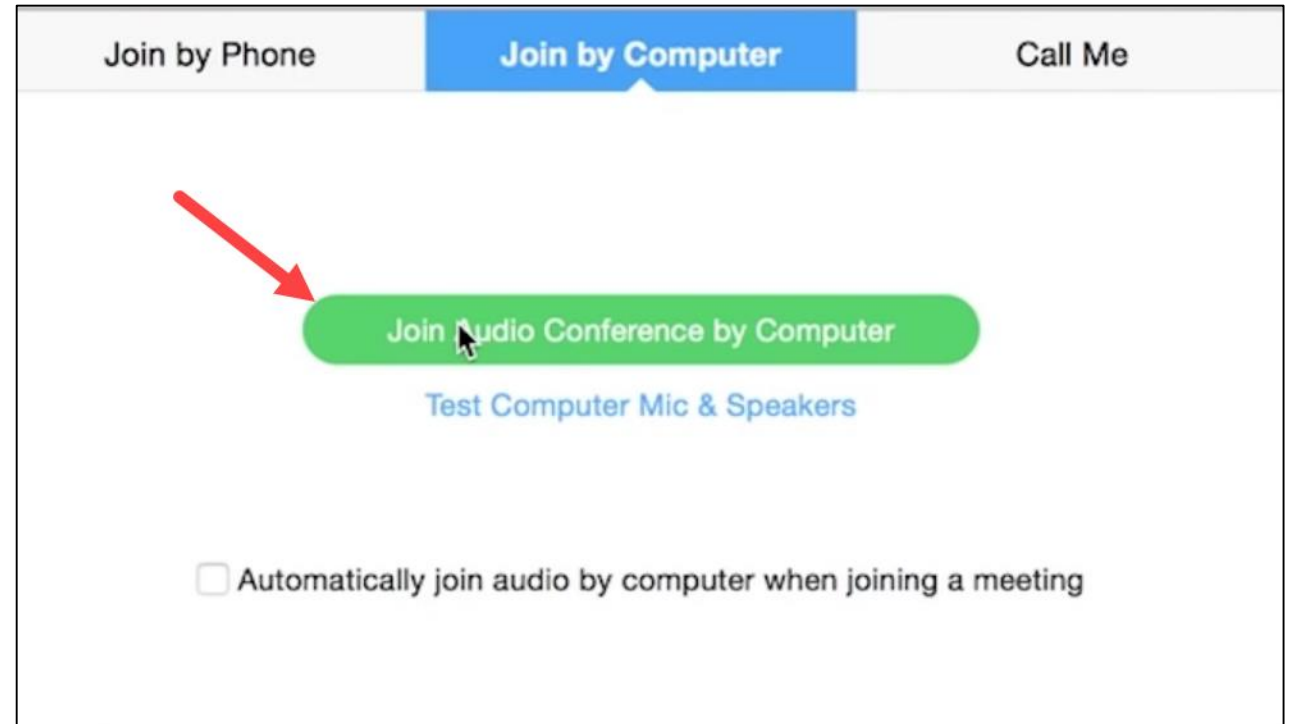 Join by Phone Join by Computer Call Me
Join Audio Conference by Computer
Test Computer Mic & Speakers
Automatically join audio by computer when joining a meeting